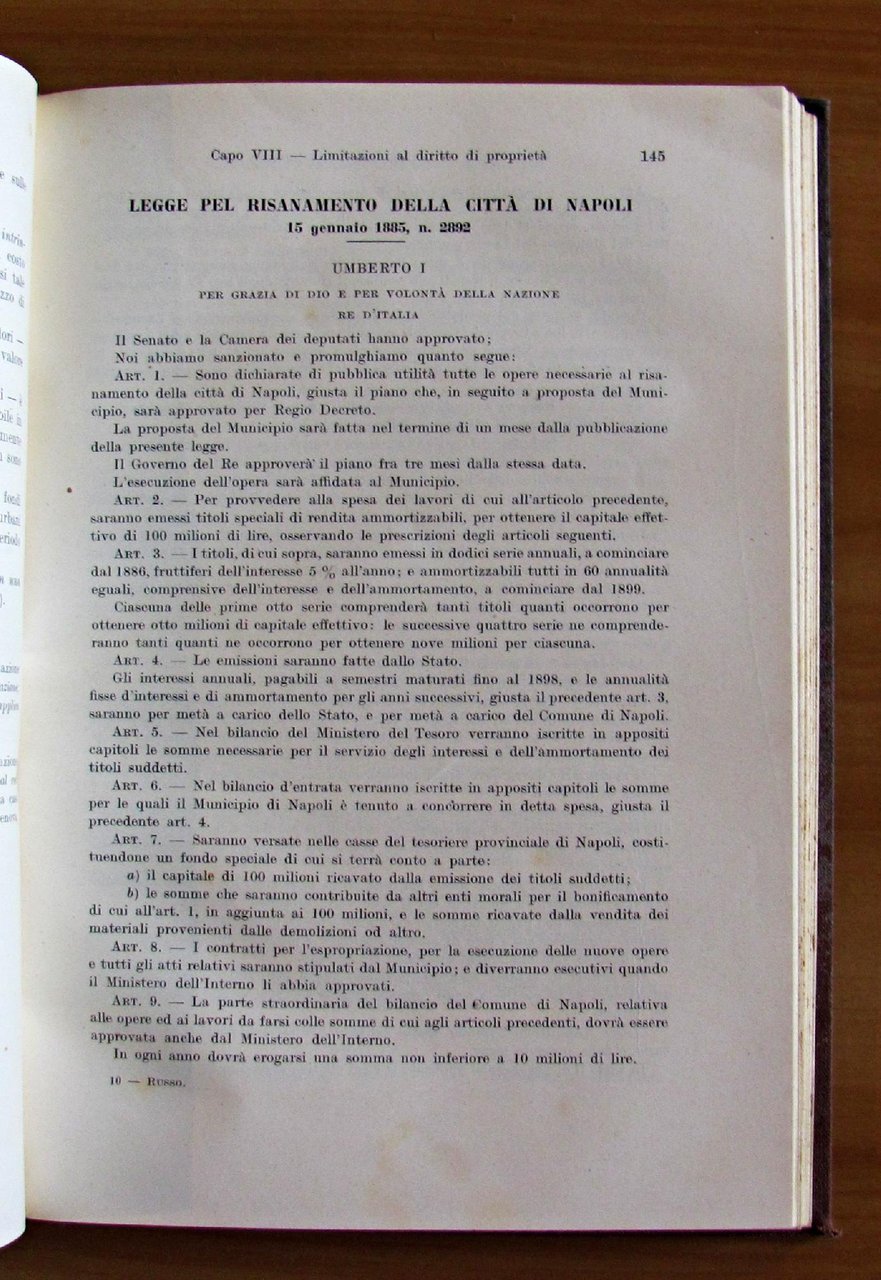 e sulle
intrin-
costo
si tale
zzo di
lori —
valore
i — è
bile in
mente
i sono
fondi
urbani
eriodo
n una
).
azione
al
Capo VIII — Limitazioni al diritto di proprietà 145
LEGGE PEL RISANAMENTO DELLA CITTÀ DI NAPOLI
15 gennaio 1885, n. 2892
UMBERTO I
PER GRAZIA DI DIO E PER VOLONTÀ DELLA NAZIONE
RE D'ITALIA
Il Senato e la Camera dei deputati hanno approvato;
Noi abbiamo sanzionato e promulghiamo quanto segue:
ART. 1. — Sono dichiarate di pubblica utilità tutte le opere necessarie al risa-
namento della città di Napoli, giusta il piano che, in seguito a proposta del Muni-
cipio, sarà approvato per Regio Decreto.
La proposta del Municipio sarà fatta nel termine di un mese dalla pubblicazione
della presente legge.
Il Governo del Re approverà il piano fra tre mesi dalla stessa data.
L'esecuzione dell'opera sarà affidata al Municipio.
ART. 2. — Per provvedere alla spesa dei lavori di cui all'articolo precedente,
saranno emessi titoli speciali di rendita ammortizzabili, per ottenere il capitale effet-
tivo di 100 milioni di lire, osservando le prescrizioni degli articoli seguenti.
ART. 3. — I titoli, di cui sopra, saranno emessi in dodici serie annuali, a cominciare
dal 1886, fruttiferi dell'interesse 5 % all'anno; e ammortizzabili tutti in 60 annualità
eguali, comprensive dell'interesse e dell'ammortamento, a cominciare dal 1899.
Ciascuna delle prime otto serie comprenderà tanti titoli quanti occorrono per
ottenere otto milioni di capitale effettivo: le successive quattro serie ne comprende-
ranno tanti quanti ne occorrono per ottenere nove milioni per ciascuna.
ART. 4. — Le emissioni saranno fatte dallo Stato.
Gli interessi annuali, pagabili a semestri maturati fino al 1898, e le annualità
fisse d'interessi e di ammortamento per gli anni successivi, giusta il precedente art. 3,
saranno per metà a carico dello Stato, e per metà a carico del Comune di Napoli.
ART. 5. — Nel bilancio del Ministero del Tesoro verranno iscritte in appositi
capitoli le somme necessarie per il servizio degli interessi e dell'ammortamento dei
titoli suddetti.
ART. 6. — Nel bilancio d'entrata verranno iscritte in appositi capitoli le somme
per le quali il Municipio di Napoli è tenuto a concorrere in detta spesa, giusta il
precedente art. 4.
ART. 7. — Saranno versate nelle casse del tesoriere provinciale di Napoli, costi-
tuendone un fondo speciale di cui si terrà conto a parte:
a) il capitale di 100 milioni ricavato dalla emissione dei titoli suddetti;
b) le somme che saranno contribuite da altri enti morali per il bonificamento
di cui all'art. 1, in aggiunta ai 100 milioni, e le somme ricavate dalla vendita dei
materiali provenienti dalle demolizioni od altro.
ART. 8. — I contratti per l'espropriazione, per la esecuzione delle nuove opere
e tutti gli atti relativi saranno stipulati dal Municipio; e diverranno esecutivi quando
il Ministero dell'Interno li abbia approvati.
ART. 9. — La parte straordinaria del bilancio del Comune di Napoli, relativa
alle opere ed ai lavori da farsi colle somme di cui agli articoli precedenti, dovrà essere
approvata anche dal Ministero dell'Interno.
In ogni anno dovrà erogarsi una somma non inferiore a 10 milioni di lire.
10 — RUSSO.